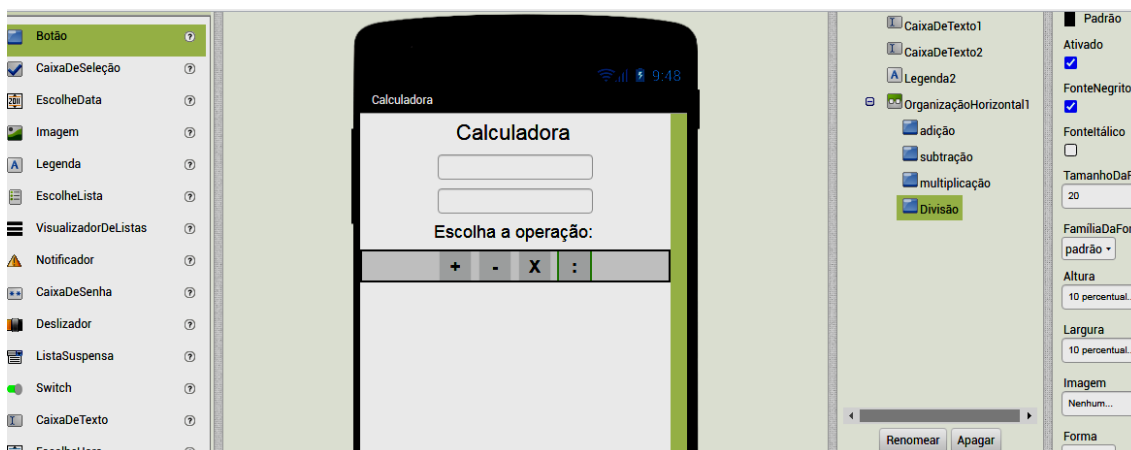 Botão
CaixaDeSeleção
EscolheData
Imagem
Legenda
EscolheLista
VisualizadorDeListas
Notificador
CaixaDeSenha
Deslizador
ListaSuspensa
Switch
CaixaDeTexto
9:48
Calculadora
Calculadora
Escolha a operação:
+ - X :
CaixaDeTexto1
CaixaDeTexto2
Legenda2
OrganizaçãoHorizontal1
adição
subtração
multiplicação
Divisão
Renomear Apagar
Padrão
Ativado
FonteNegrito
FonteItálico
20
padrão
Altura
10 percentual..
Largura
10 percentual..
Imagem
Nenhum...
Forma